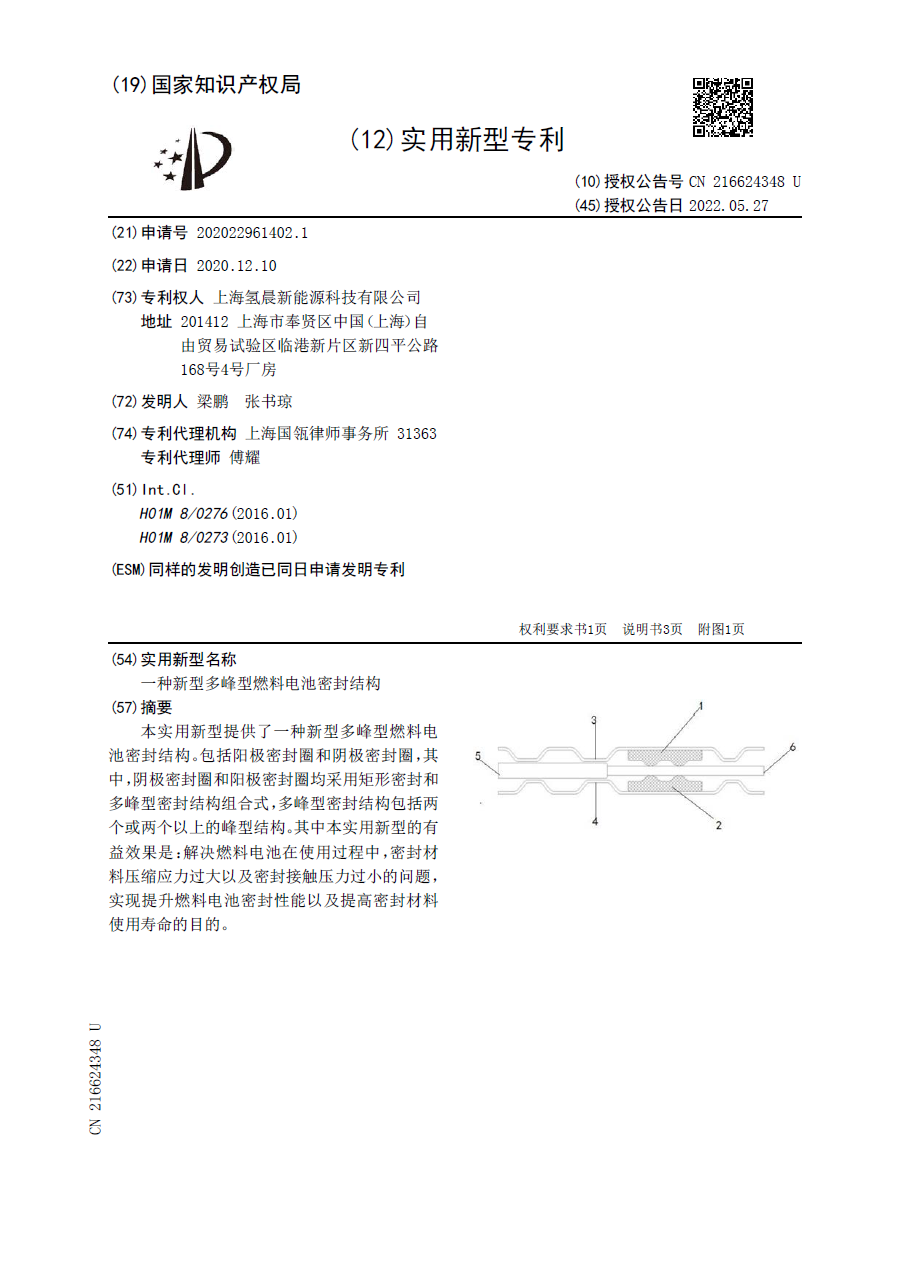 (19)国家知识产权局
(12)实用新型专利
(10)授权公告号 CN 216624348 U
(45)授权公告日 2022.05.27
(21)申请号 202022961402.1
(22)申请日 2020.12.10
(73)专利权人 上海氢晨新能源科技有限公司
地址 201412 上海市奉贤区中国(上海)自
由贸易试验区临港新片区新四平公路
168号4号厂房
(72)发明人 梁鹏 张书琼
(74)专利代理机构 上海国瓴律师事务所 31363
专利代理师 傅耀
(51)Int.Cl.
H01M 8/0276(2016.01)
H01M 8/0273(2016.01)
(ESM)同样的发明创造已同日申请发明专利
权利要求书1页 说明书3页 附图1页
(54)实用新型名称
一种新型多峰型燃料电池密封结构
(57)摘要
本实用新型提供了一种新型多峰型燃料电
池密封结构。包括阳极密封圈和阴极密封圈,其
中,阴极密封圈和阳极密封圈均采用矩形密封和
多峰型密封结构组合式,多峰型密封结构包括两
个或两个以上的峰型结构。其中本实用新型的有
益效果是:解决燃料电池在使用过程中,密封材
料压缩应力过大以及密封接触压力过小的问题,
实现提升燃料电池密封性能以及提高密封材料
使用寿命的目的。
1
3
5
6
4
2
CN 216624348 U